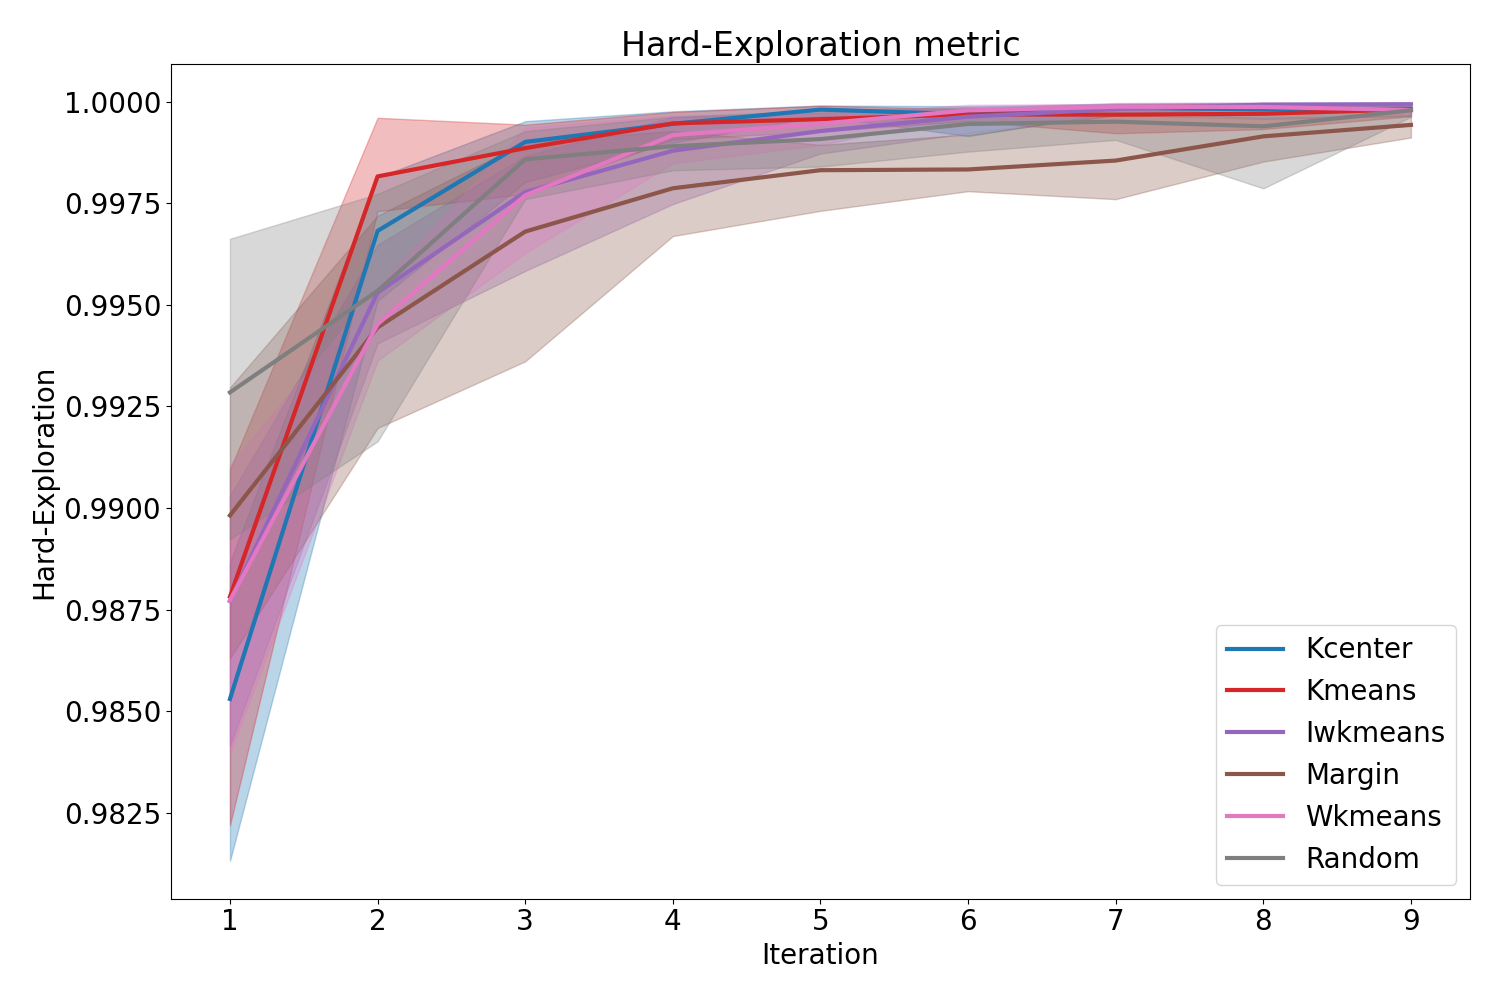 Hard-Exploration metric
1.0000
0.9975
0.9950
0.9925
0.9900
0.9875
0.9850
0.9825
Hard-Exploration
1 2 3 4 5 6 7 8 9
Iteration
Kcenter
Kmeans
Iwkmeans
Margin
Wkmeans
Random